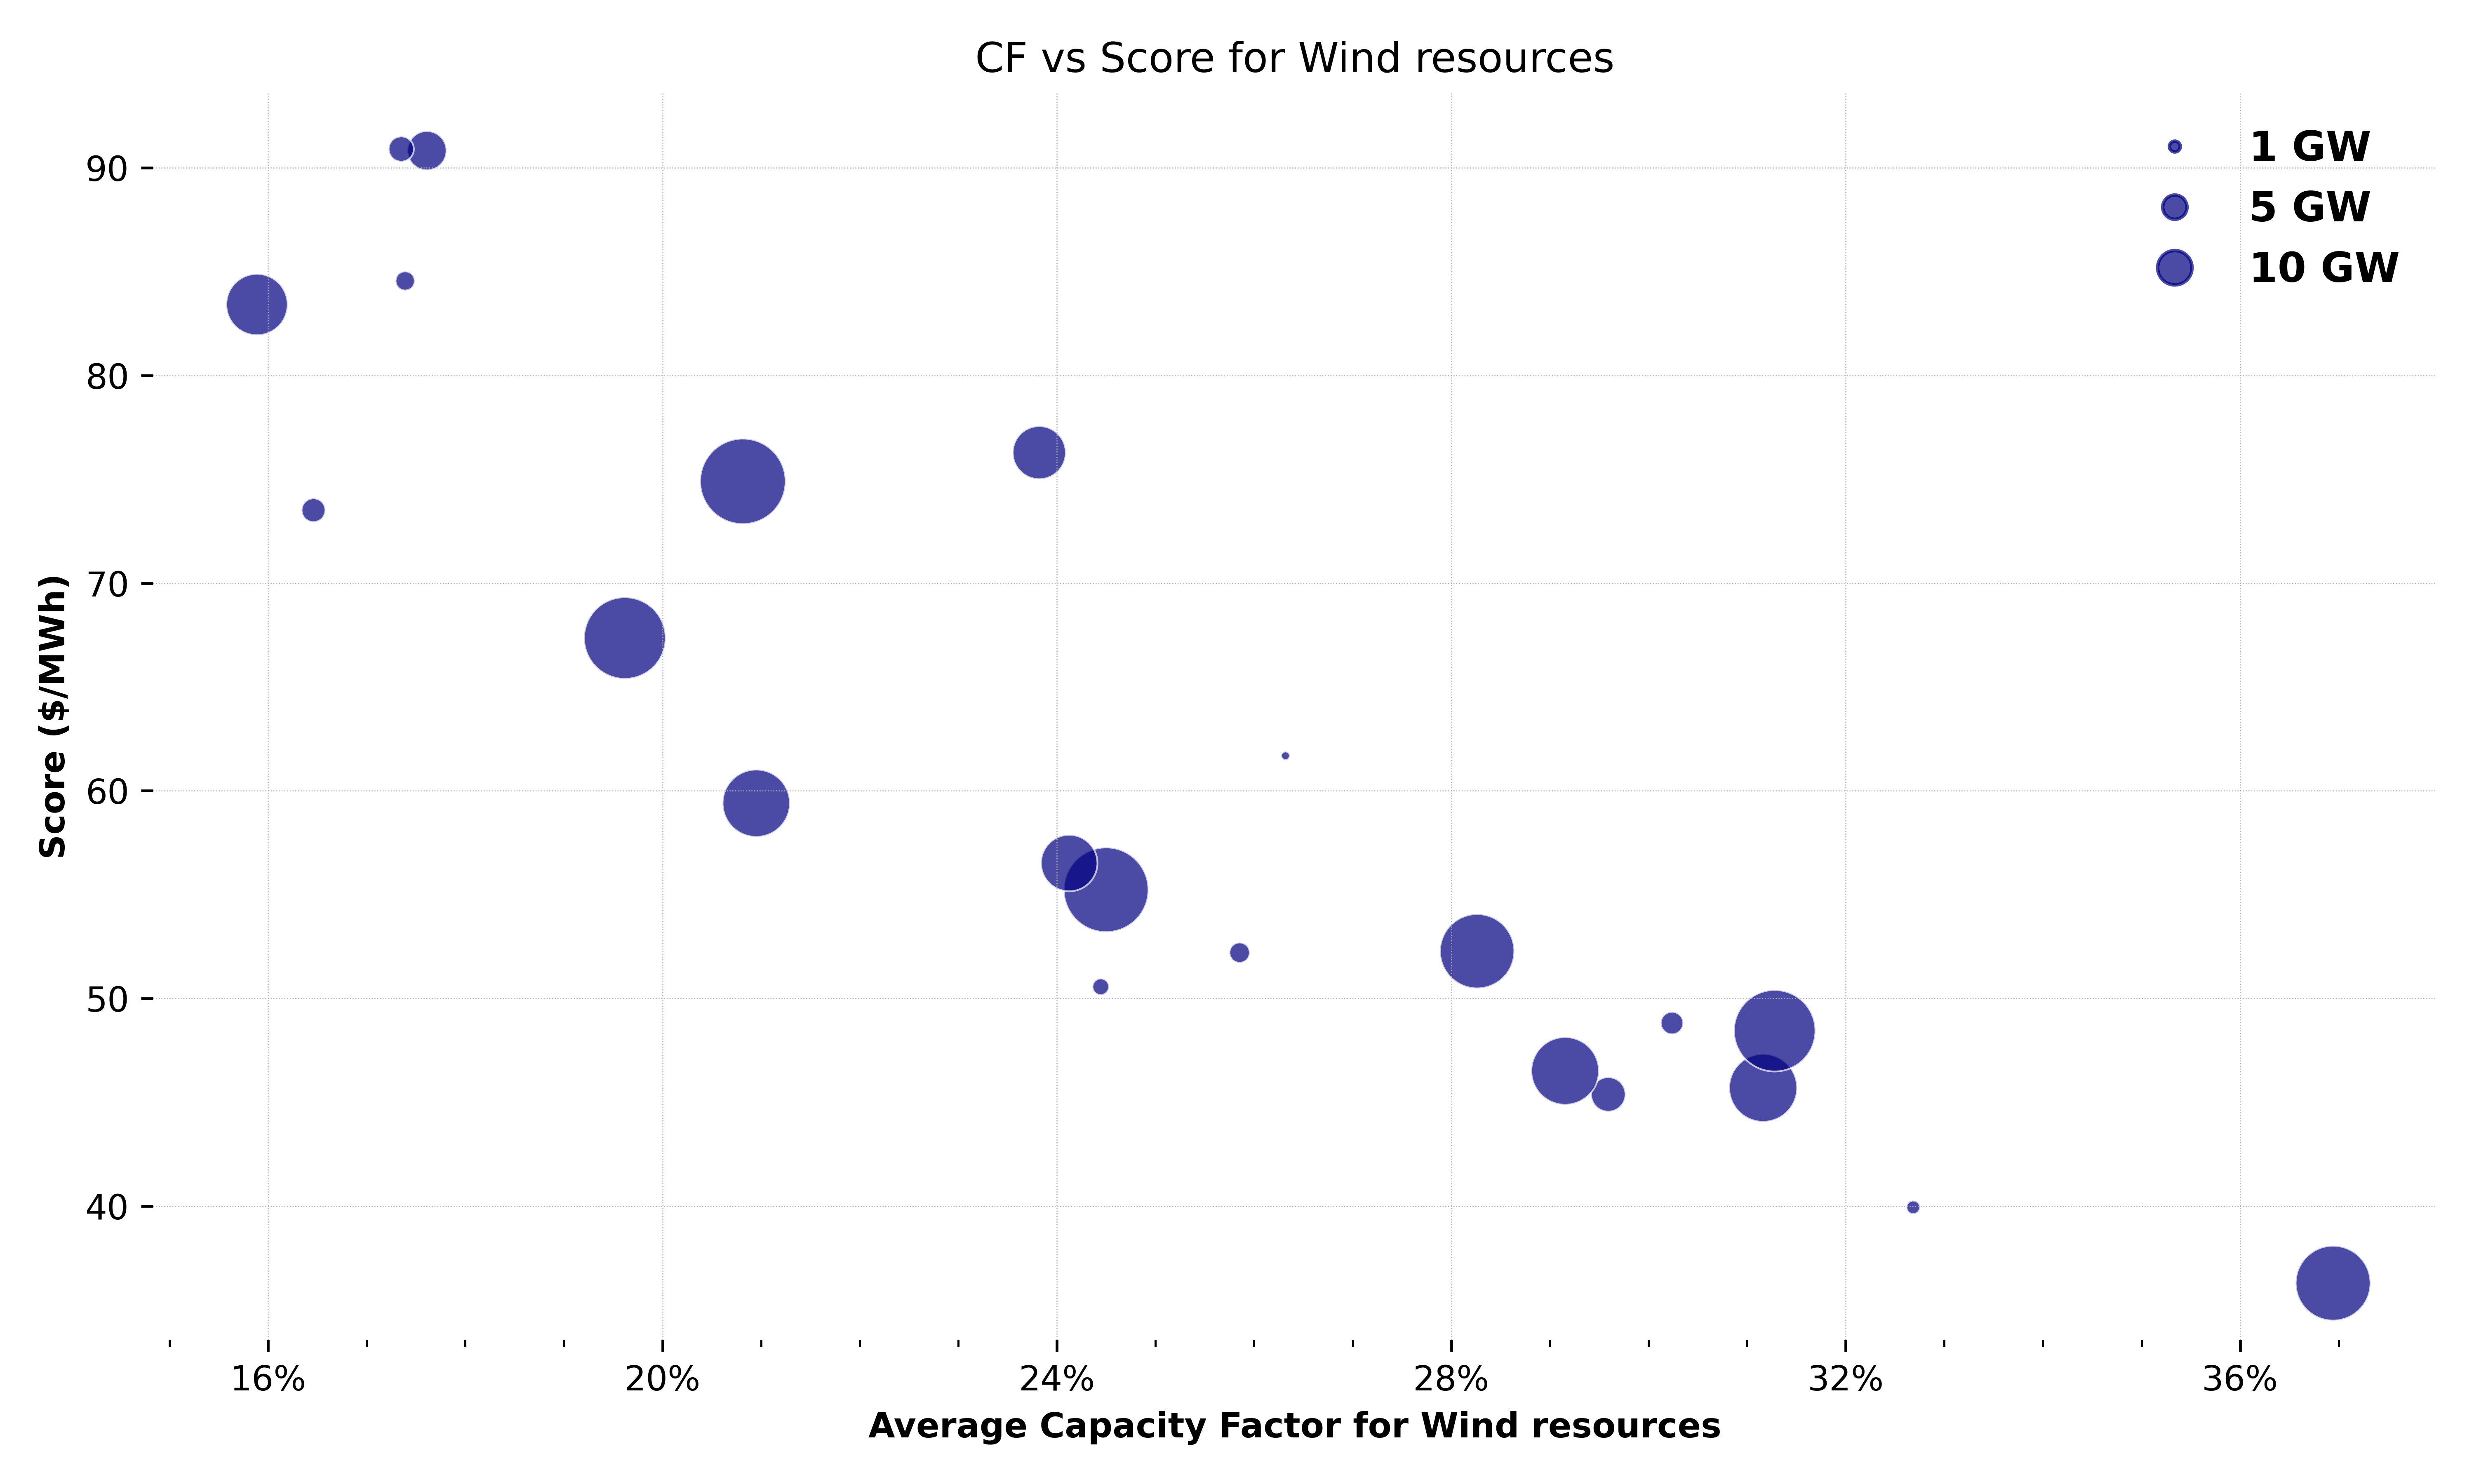 CF vs Score for Wind resources
1 GW
5 GW
10 GW
90
80
70
60
50
40
Score ($/MWh)
16% 20% 24% 28% 32% 36%
Average Capacity Factor for Wind resources